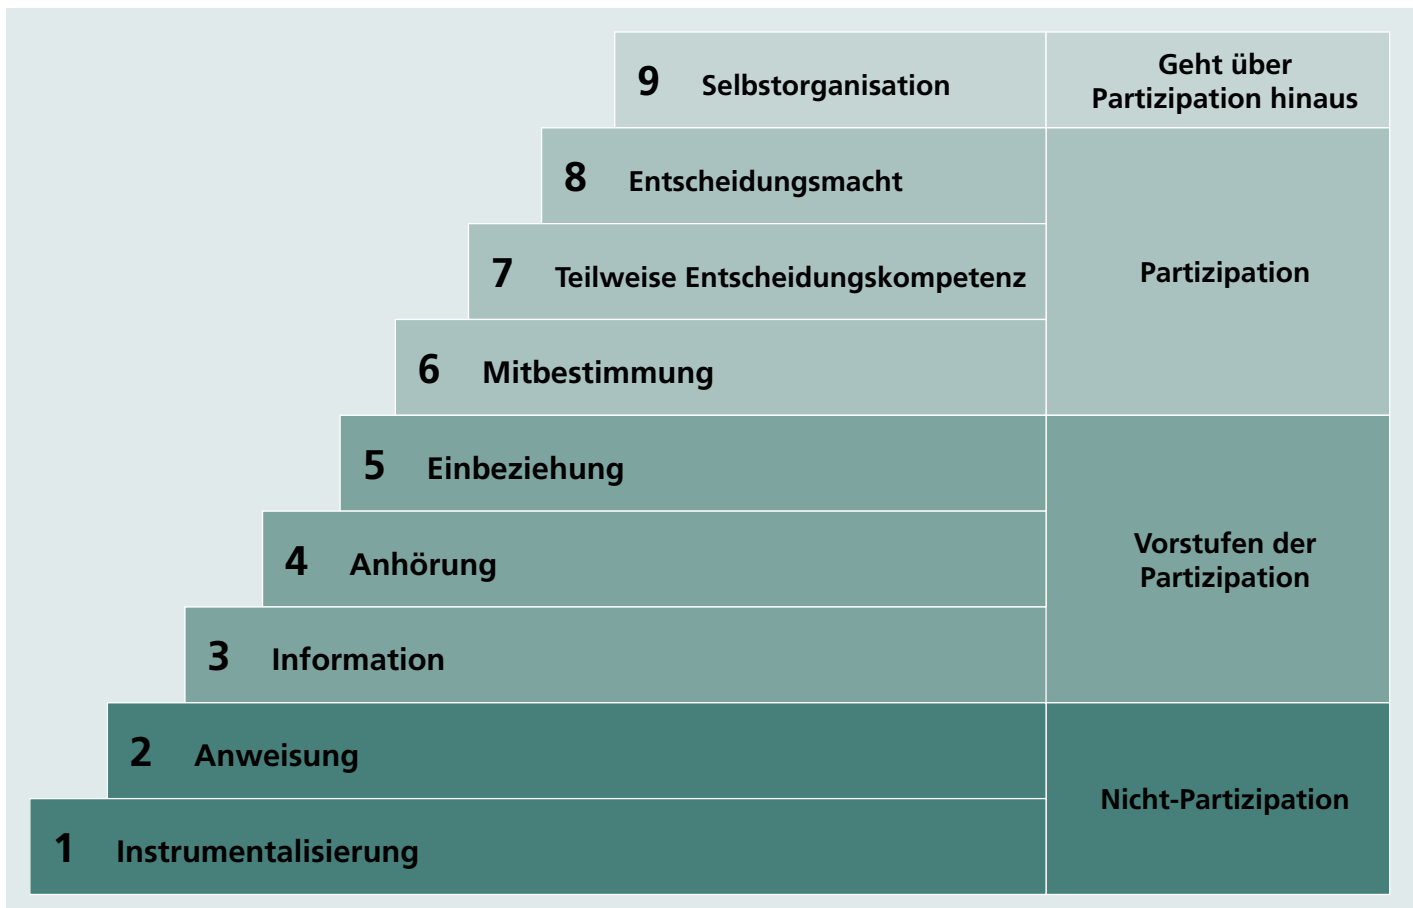 9 Selbstorganisation
Geht über
Partizipation hinaus
8 Entscheidungsmacht
7 Teilweise Entscheidungskompetenz
6 Mitbestimmung
Partizipation
5 Einbeziehung
4 Anhörung
3 Information
Vorstufen der
Partizipation
2 Anweisung
1 Instrumentalisierung
Nicht-Partizipation